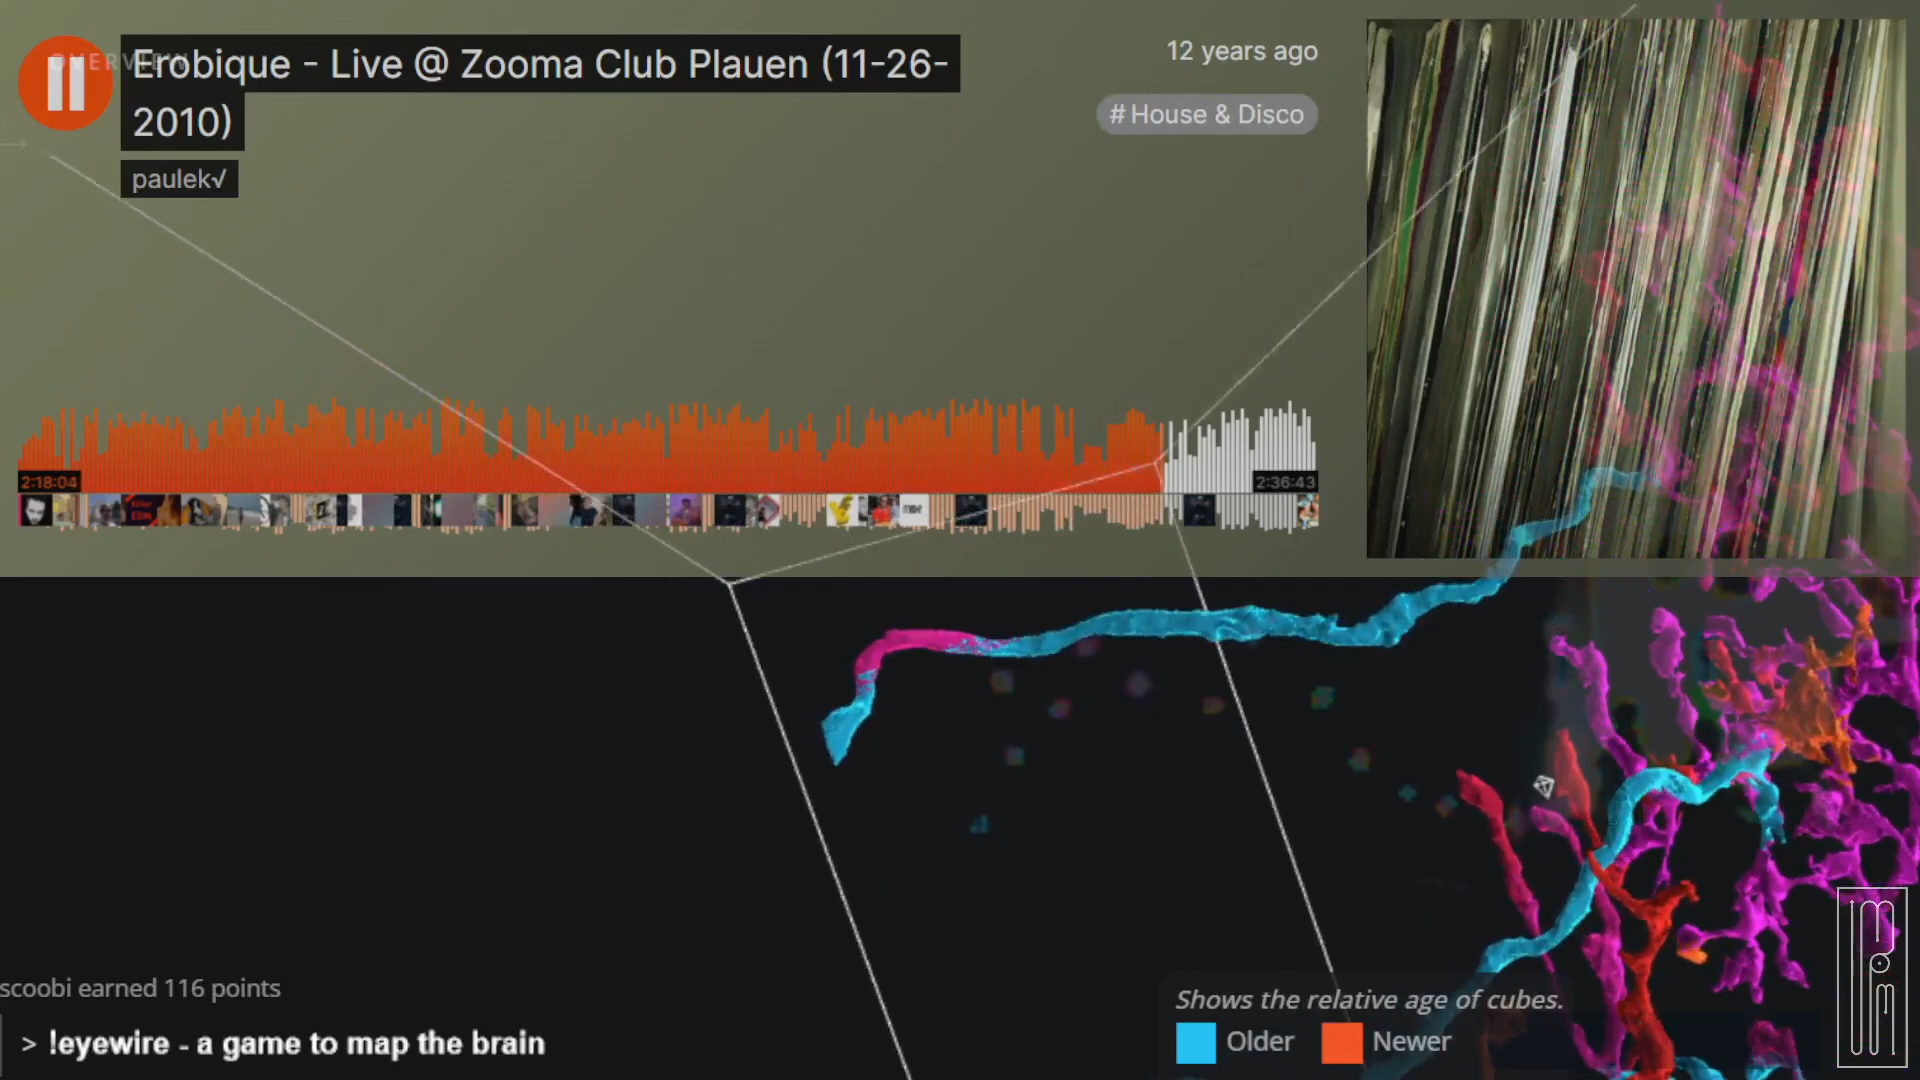 OVERVIEW
Erobique - Live @ Zooma Club Plauen (11-26-
2010)
paulek√
12 years ago
# House & Disco
2:18:04
2:36:43
scoobi earned 116 points
> !eyewire - a game to map the brain
Shows the relative age of cubes.
Older
Newer